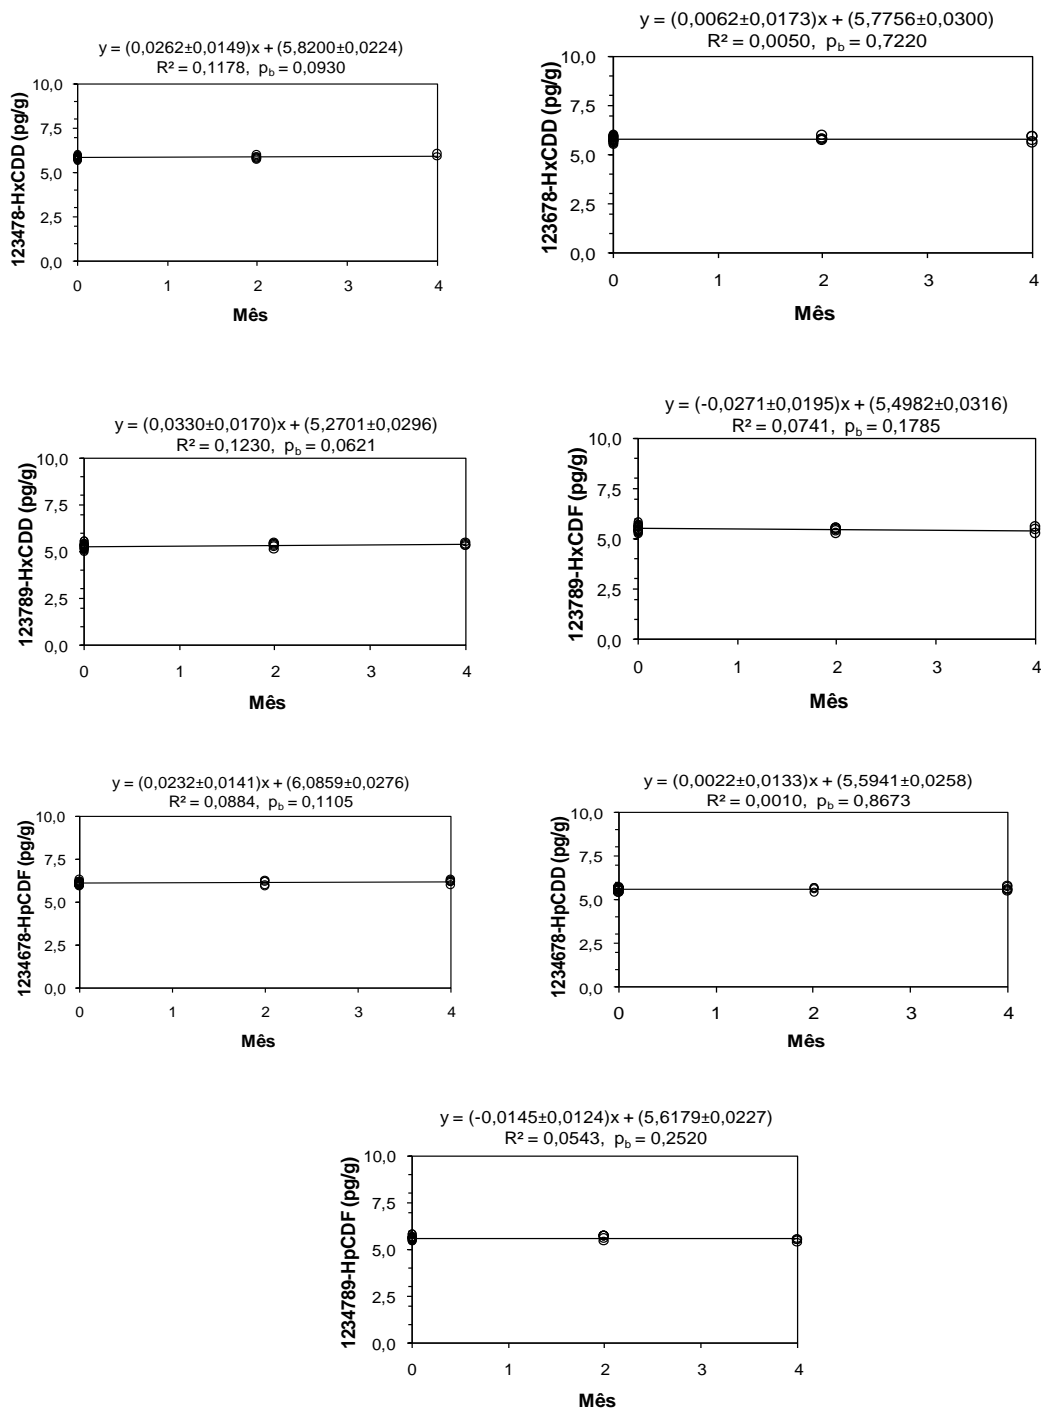 y = (0,0262±0,0149)x + (5,8200±0,0224)
R² = 0,1178, p_b = 0,0930
123478-HxCDD (pg/g)
10,0
7,5
5,0
2,5
0,0
0 1 2 3 4
Mês
y = (0,0062±0,0173)x + (5,7756±0,0300)
R² = 0,0050, p_b = 0,7220
123678-HxCDD (pg/g)
10,0
7,5
5,0
2,5
0,0
0 1 2 3 4
Mês
y = (0,0330±0,0170)x + (5,2701±0,0296)
R² = 0,1230, p_b = 0,0621
123789-HxCDD (pg/g)
10,0
7,5
5,0
2,5
0,0
0 1 2 3 4
Mês
y = (-0,0271±0,0195)x + (5,4982±0,0316)
R² = 0,0741, p_b = 0,1785
123789-HxCDF (pg/g)
10,0
7,5
5,0
2,5
0,0
0 1 2 3 4
Mês
y = (0,0232±0,0141)x + (6,0859±0,0276)
R² = 0,0884, p_b = 0,1105
1234678-HpCDF (pg/g)
10,0
7,5
5,0
2,5
0,0
0 1 2 3 4
Mês
y = (0,0022±0,0133)x + (5,5941±0,0258)
R² = 0,0010, p_b = 0,8673
1234678-HpCDD (pg/g)
10,0
7,5
5,0
2,5
0,0
0 1 2 3 4
Mês
y = (-0,0145±0,0124)x + (5,6179±0,0227)
R² = 0,0543, p_b = 0,2520
1234789-HpCDF (pg/g)
10,0
7,5
5,0
2,5
0,0
0 1 2 3 4
Mês